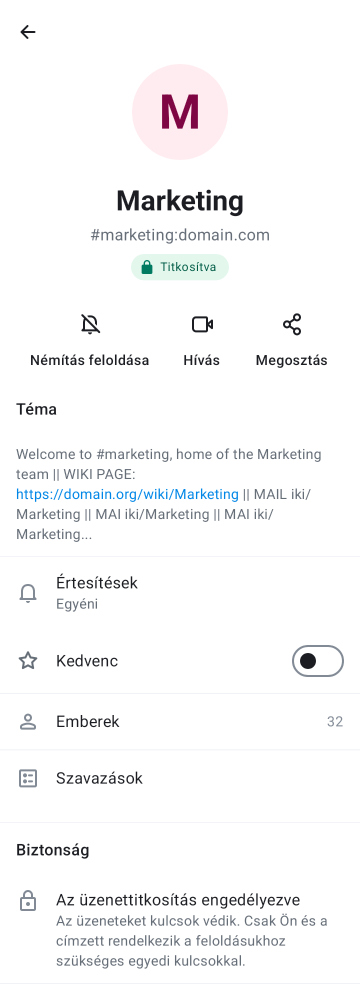 M
Marketing
#marketing:domain.com
Titkosítva
Némítás feloldása Hívás Megosztás
Téma
Welcome to #marketing, home of the Marketing
team || WIKI PAGE:
https://domain.org/wiki/Marketing || MAIL iki/
Marketing || MAI iki/Marketing || MAI iki/
Marketing...
Értesítések
Egyéni
Kedvenc
Emberek 32
Szavazások
Biztonság
Az üzenettitkosítás engedélyezve
Az üzeneteket kulcsok védik. Csak Ön és a
címzett rendelkezik a feloldásukhoz
szükséges egyedi kulcsokkal.